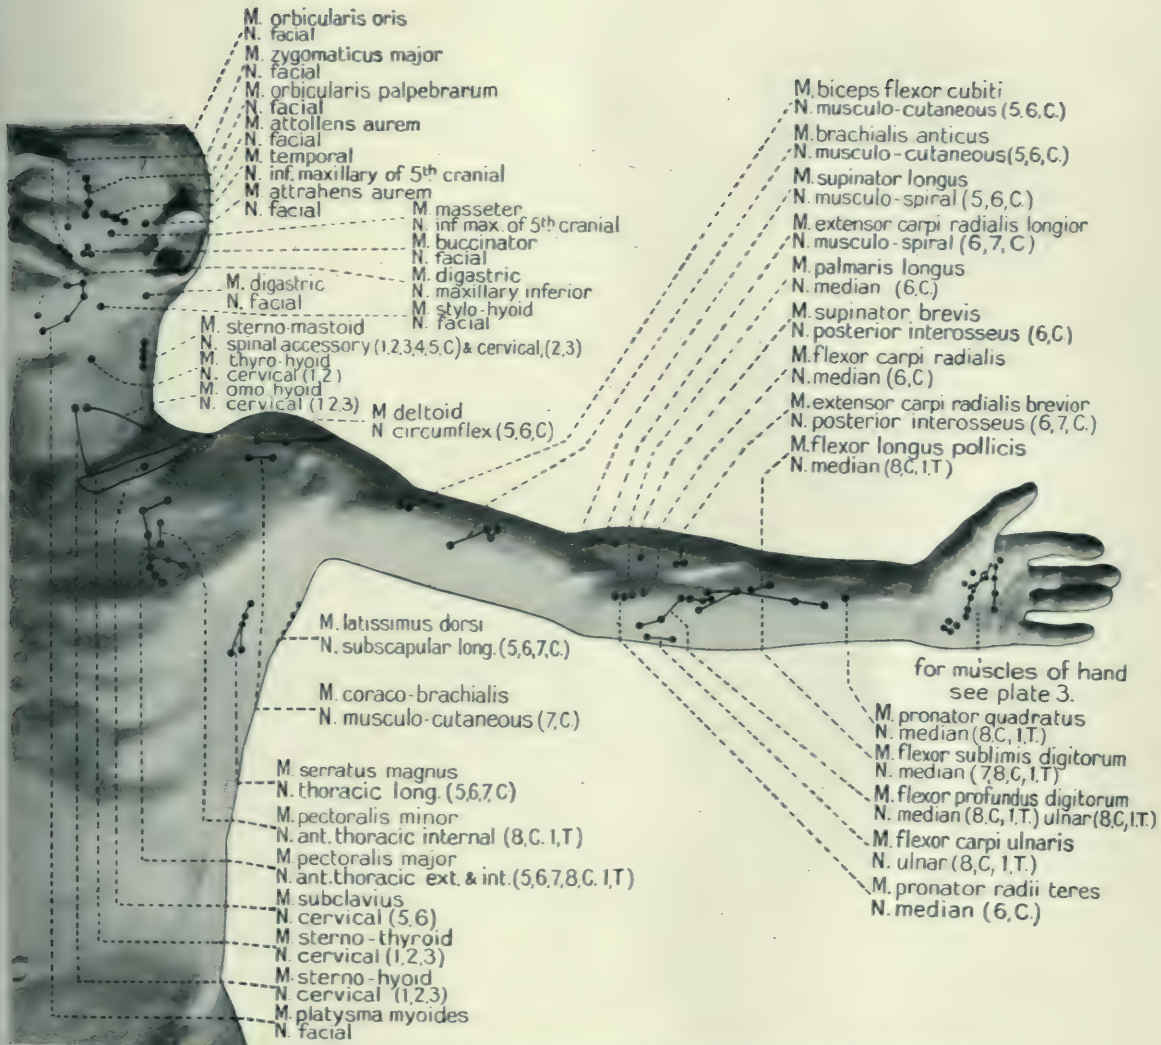 M. orbicularis oris
N. facial
M. zygomaticus major
N. facial
M. orbicularis palpebrarum
N. facial
M. attollens aurem
N. facial
M. temporal
N. inf. maxillary of 5th cranial
M. attrahens aurem
N. facial
M. masseter
N. inf max. of 5th cranial
M. buccinator
N. facial
M. digastric
N. maxillary inferior
M. stylo-hyoid
N. facial
M. digastric
N. facial
M. sterno-mastoid
N. spinal accessory (1,2,3,4,5,C) & cervical, (2,3)
M. thyro-hyoid
N. cervical (1,2)
M. omo hyoid
N. cervical (1 2,3)
M deltoid
N circumflex (5,6,C)
M. biceps flexor cubiti
N. musculo-cutaneous (5,6,C.)
M. brachialis anticus
N. musculo-cutaneous (5,6,C.)
M. supinator longus
N. musculo-spiral (5,6,C.)
M. extensor carpi radialis longior
N. musculo-spiral (6,7, C)
M. palmaris longus
N. median (6,C.)
M. supinator brevis
N. posterior interosseus (6,C.)
M. flexor carpi radialis
N. median (6,C)
M. extensor carpi radialis brevior
N. posterior interosseus (6,7,C.)
M. flexor longus pollicis
N. median (8,C,1,T)
for muscles of hand
see plate 3.
M. pronator quadratus
N. median (8,C,1,T.)
M. flexor sublimis digitorum
N. median (7,8,C,1,T)
M. flexor profundus digitorum
N. median (8,C,1,T.) ulnar (8,C,1,T.)
M. flexor carpi ulnaris
N. ulnar (8,C, 1,T.)
M. pronator radii teres
N. median (6,C.)
M. latissimus dorsi
N. subscapular long. (5,6,7,C.)
M. coraco-brachialis
N. musculo-cutaneous (7,C.)
M. serratus magnus
N. thoracic long. (5,6,7,C)
M. pectoralis minor
N. ant. thoracic internal (8,C. 1,T)
M. pectoralis major
N. ant. thoracic ext. & int. (5,6,7,8,C. 1,T)
M. subclavius
N. cervical (5,6)
M. sterno-thyroid
N. cervical (1,2,3)
M. sterno-hyoid
N. cervical (1,2,3)
M. platysma myoides
N. facial